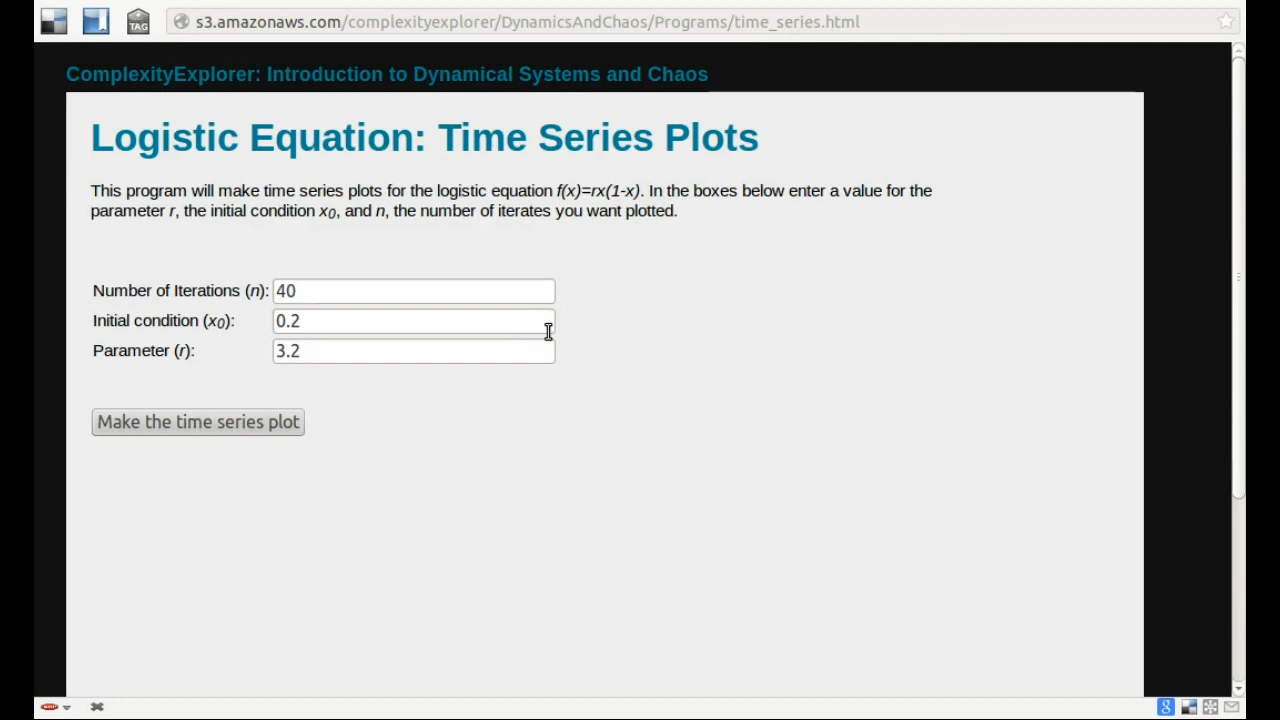 TAG
s3.amazonaws.com/complexityexplorer/DynamicsAndChaos/Programs/time_series.html
ComplexityExplorer: Introduction to Dynamical Systems and Chaos
Logistic Equation: Time Series Plots
This program will make time series plots for the logistic equation f(x)=rx(1-x). In the boxes below enter a value for the
parameter r, the initial condition x0, and n, the number of iterates you want plotted.
Number of Iterations (n): 40
Initial condition (x0): 0.2
Parameter (r): 3.2
Make the time series plot
8